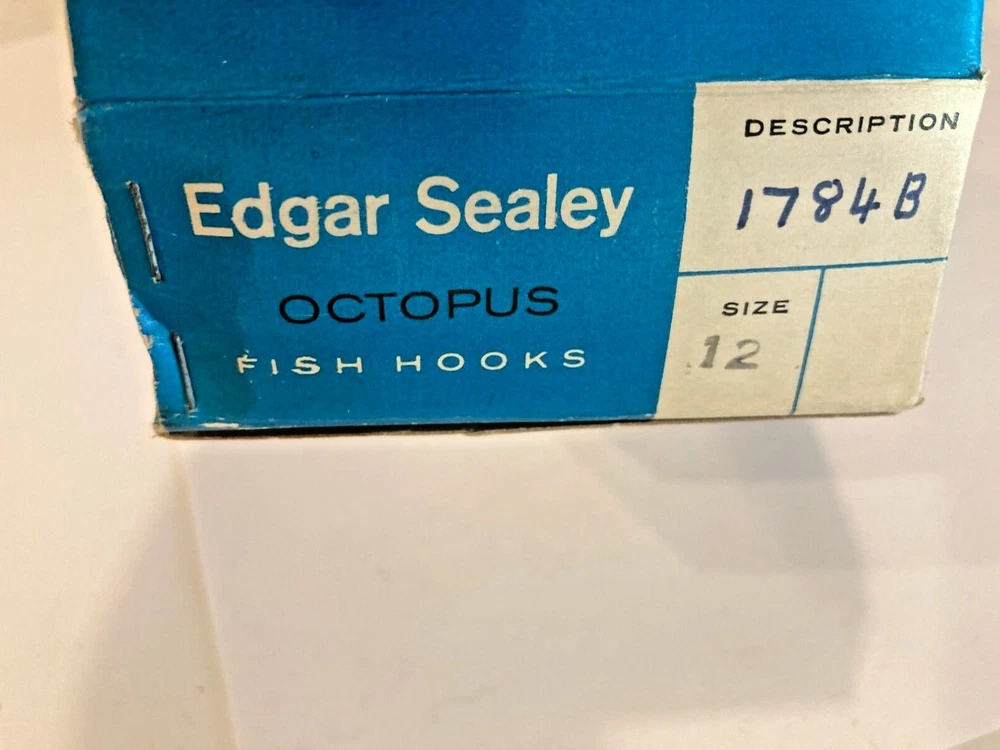 Edgar Sealey
OCTOPUS
FISH HOOKS
DESCRIPTION
1784B
SIZE
12